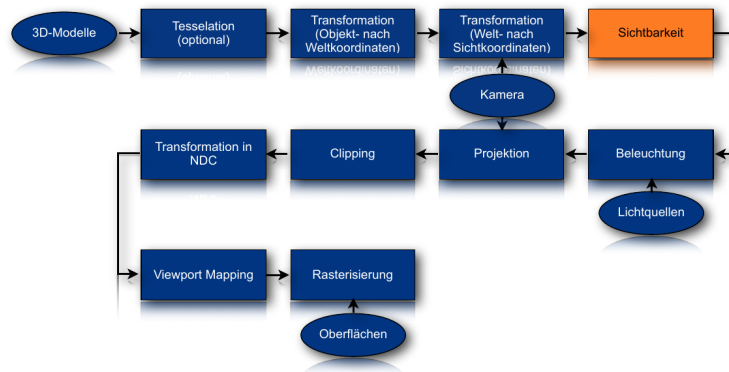 3D-Modelle
Tesselation
(optional)
Transformation
(Objekt- nach
Weltkoordinaten)
Transformation
(Welt- nach
Sichtkoordinaten)
Sichtbarkeit
Kamera
Transformation in
NDC
Clipping
Projektion
Beleuchtung
Lichtquellen
Viewport Mapping
Rasterisierung
Oberflächen